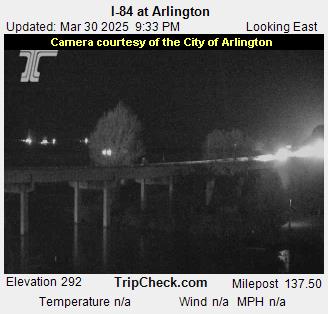 I-84 at Arlington
Updated: Mar 30 2025 9:33 PM Looking East
Camera courtesy of the City of Arlington
Elevation 292 TripCheck.com Milepost 137.50
Temperature n/a Wind n/a MPH n/a